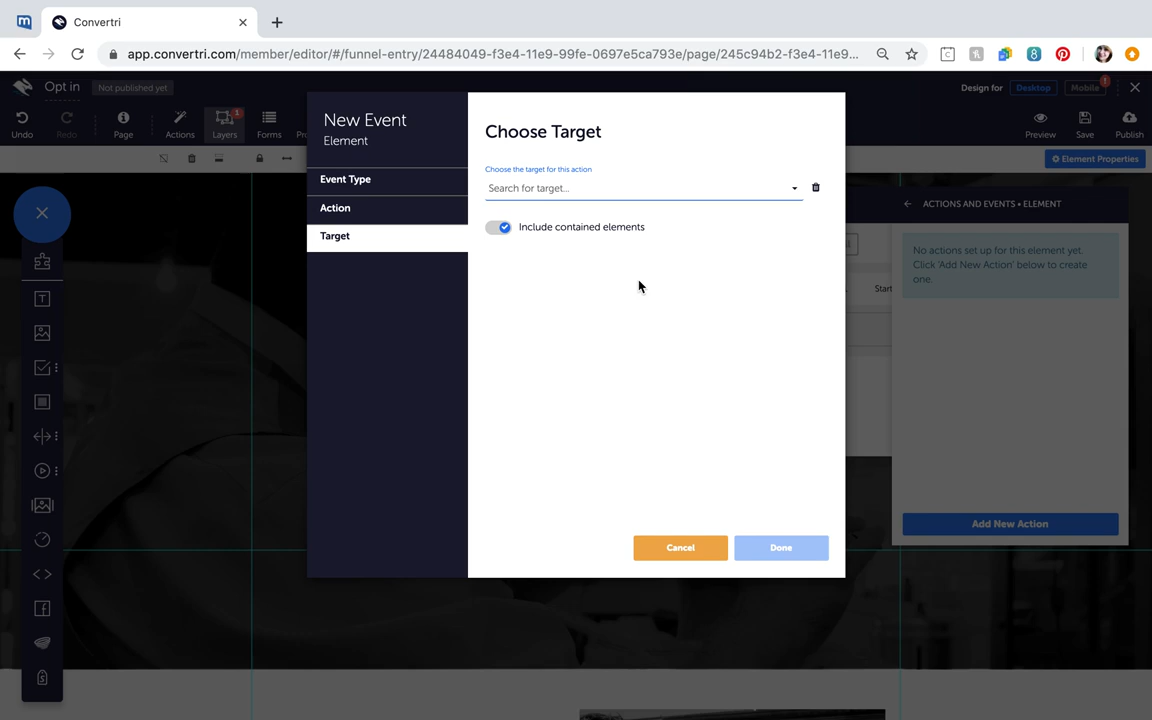 Convertri
app.convertri.com/member/editor/#/funnel-entry/24484049-f3e4-11e9-99fe-0697e5ca793e/page/245c94b2-f3e4-11e9...
Opt in
Not published yet
Design for
Desktop
Mobile
Undo
Redo
Page
Actions
Layers
Forms
Preview
Save
Publish
Element Properties
New Event
Element
Event Type
Action
Target
Choose Target
Choose the target for this action
Search for target...
Include contained elements
Cancel
Done
Start
ACTIONS AND EVENTS • ELEMENT
No actions set up for this element yet.
Click 'Add New Action' below to create
one.
Add New Action